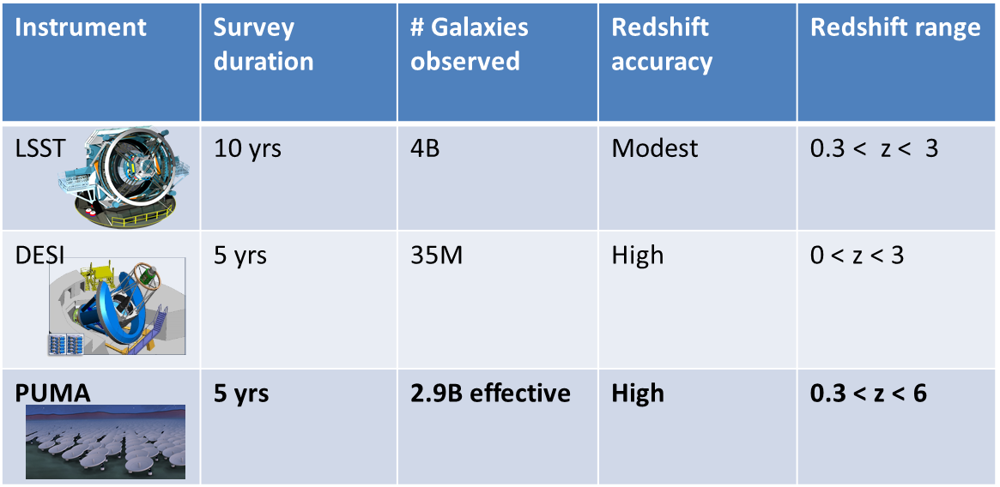 Instrument
Survey
duration
# Galaxies
observed
Redshift
accuracy
Redshift range
LSST
10 yrs
4B
Modest
0.3 <  z <  3
DESI
5 yrs
35M
High
0 < z < 3
PUMA
5 yrs
2.9B effective
High
0.3 < z < 6